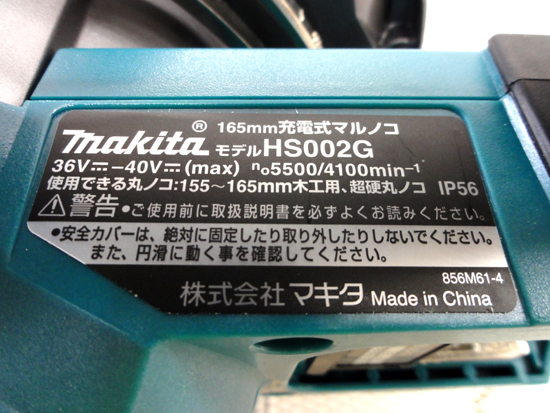 makita® 165mm充電式マルノコ
モデルHS002G
36V⎓-40V⎓(max) n₀5500/4100min⁻¹
使用できる丸ノコ:155~165mm木工用、超硬丸ノコ IP56
⚠警告 ●ご使用前に取扱説明書を必ずよくお読みください。
●安全カバーは、絶対に固定したり取り外したりしないでください。
また、円滑に動く事を確認してください。
856M61-4
株式会社 マキタ Made in China